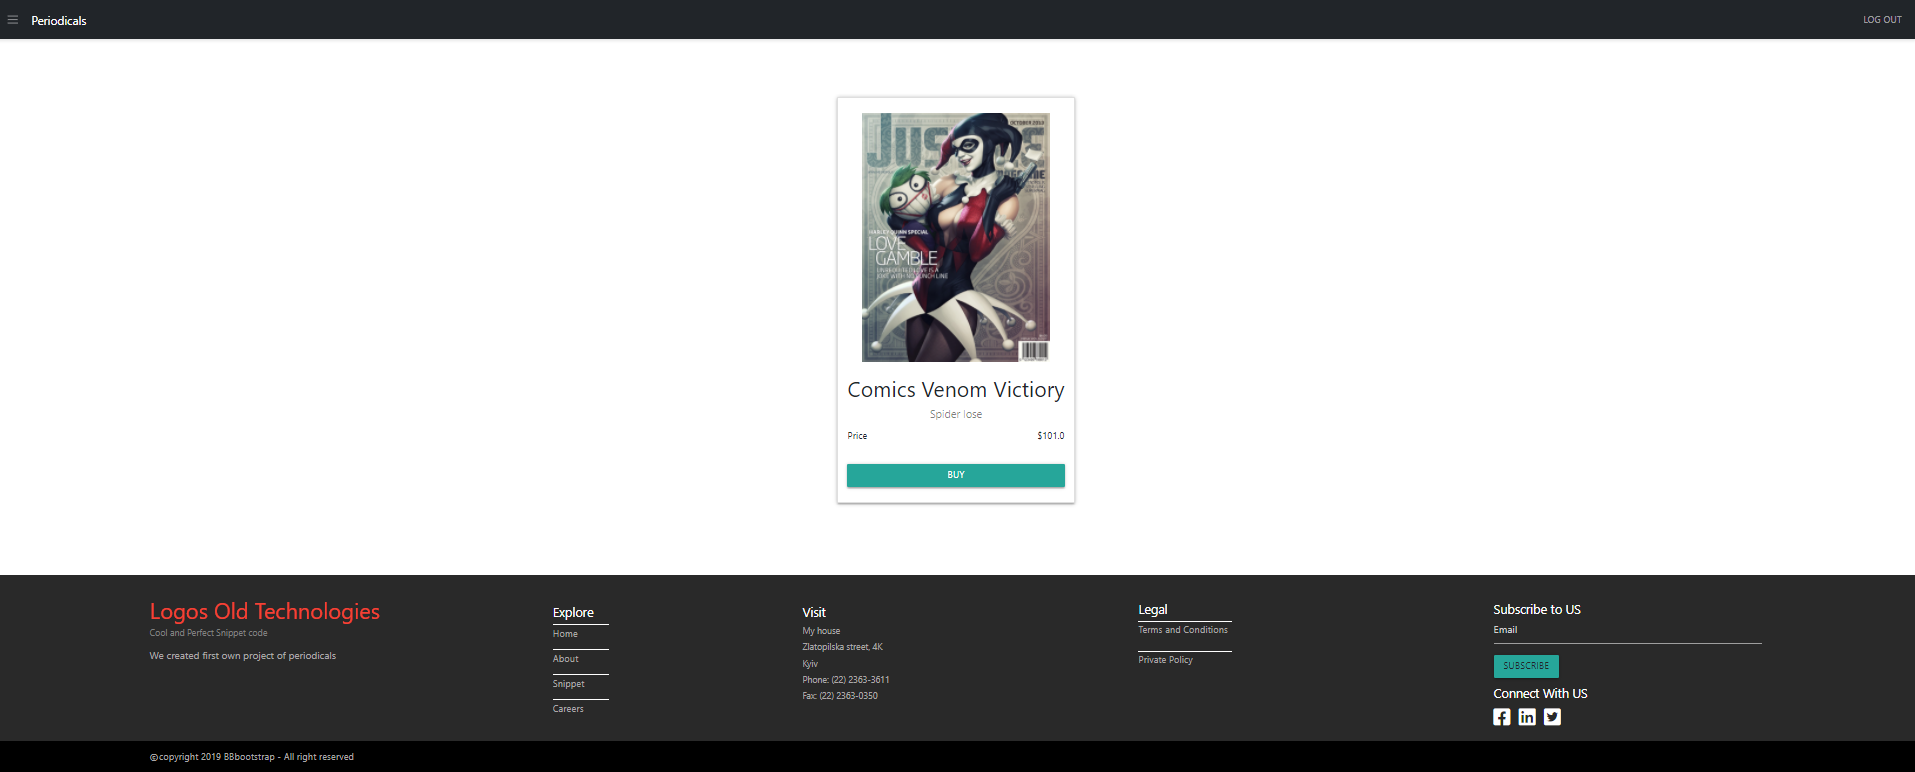 Periodicals
LOG OUT
OCTOBER 2013
HARLEY QUINN SPECIAL
LOVE
GAMBLE
Comics Venom Victiory
Spider lose
Price
$101.0
BUY
Logos Old Technologies
Cool and Perfect Snippet code
We created first own project of periodicals
Explore
Home
About
Snippet
Careers
Visit
My house
Zlatopilska street, 4K
Kyiv
Phone: (22) 2363-3611
Fax: (22) 2363-0350
Legal
Terms and Conditions
Private Policy
Subscribe to US
Email
SUBSCRIBE
Connect With US
©copyright 2019 BBbootstrap - All right reserved